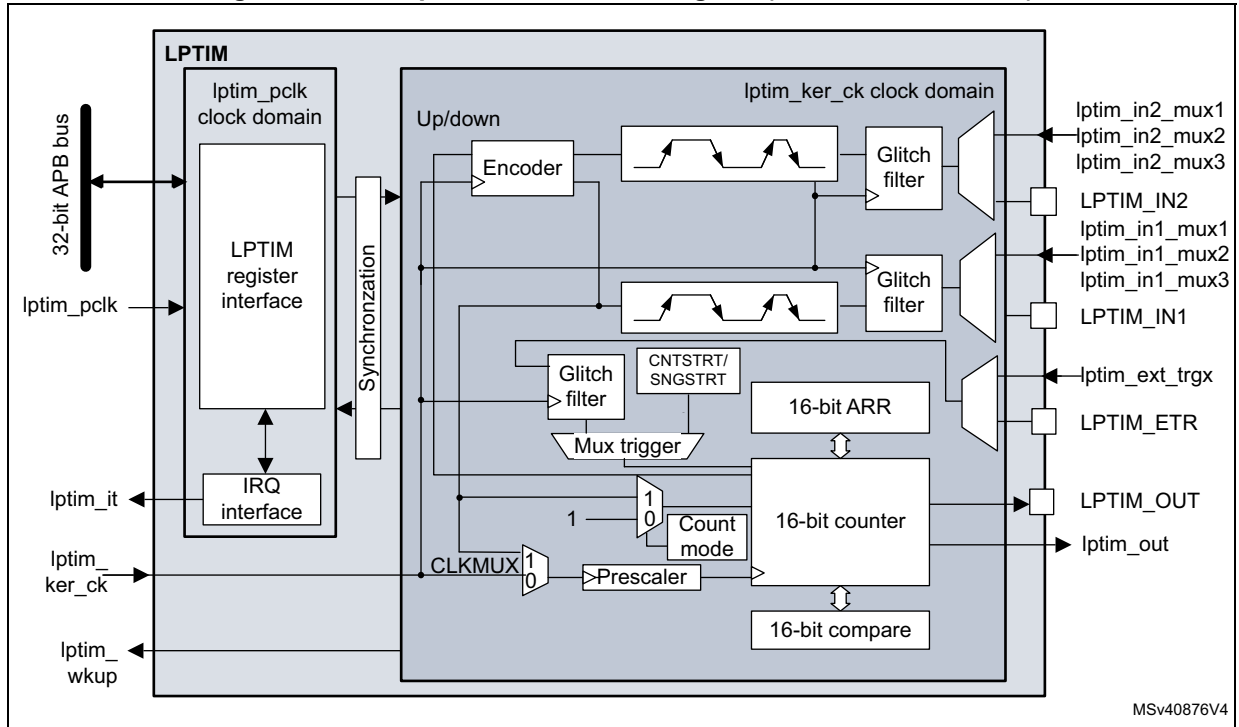 LPTIM
lptim_pclk
clock domain
lptim_ker_ck clock domain
Up/down
32-bit APB bus
LPTIM
register
interface
Synchronzation
Encoder
Glitch
filter
lptim_in2_mux1
lptim_in2_mux2
lptim_in2_mux3
LPTIM_IN2
lptim_in1_mux1
lptim_in1_mux2
lptim_in1_mux3
Glitch
filter
LPTIM_IN1
lptim_pclk
Glitch
filter
CNTSTRT/
SNGSTRT
16-bit ARR
lptim_ext_trgx
LPTIM_ETR
Mux trigger
lptim_it
IRQ
interface
1
1
0
Count
mode
16-bit counter
LPTIM_OUT
lptim_out
lptim_
ker_ck
CLKMUX
1
0
Prescaler
16-bit compare
lptim_
wkup
MSv40876V4